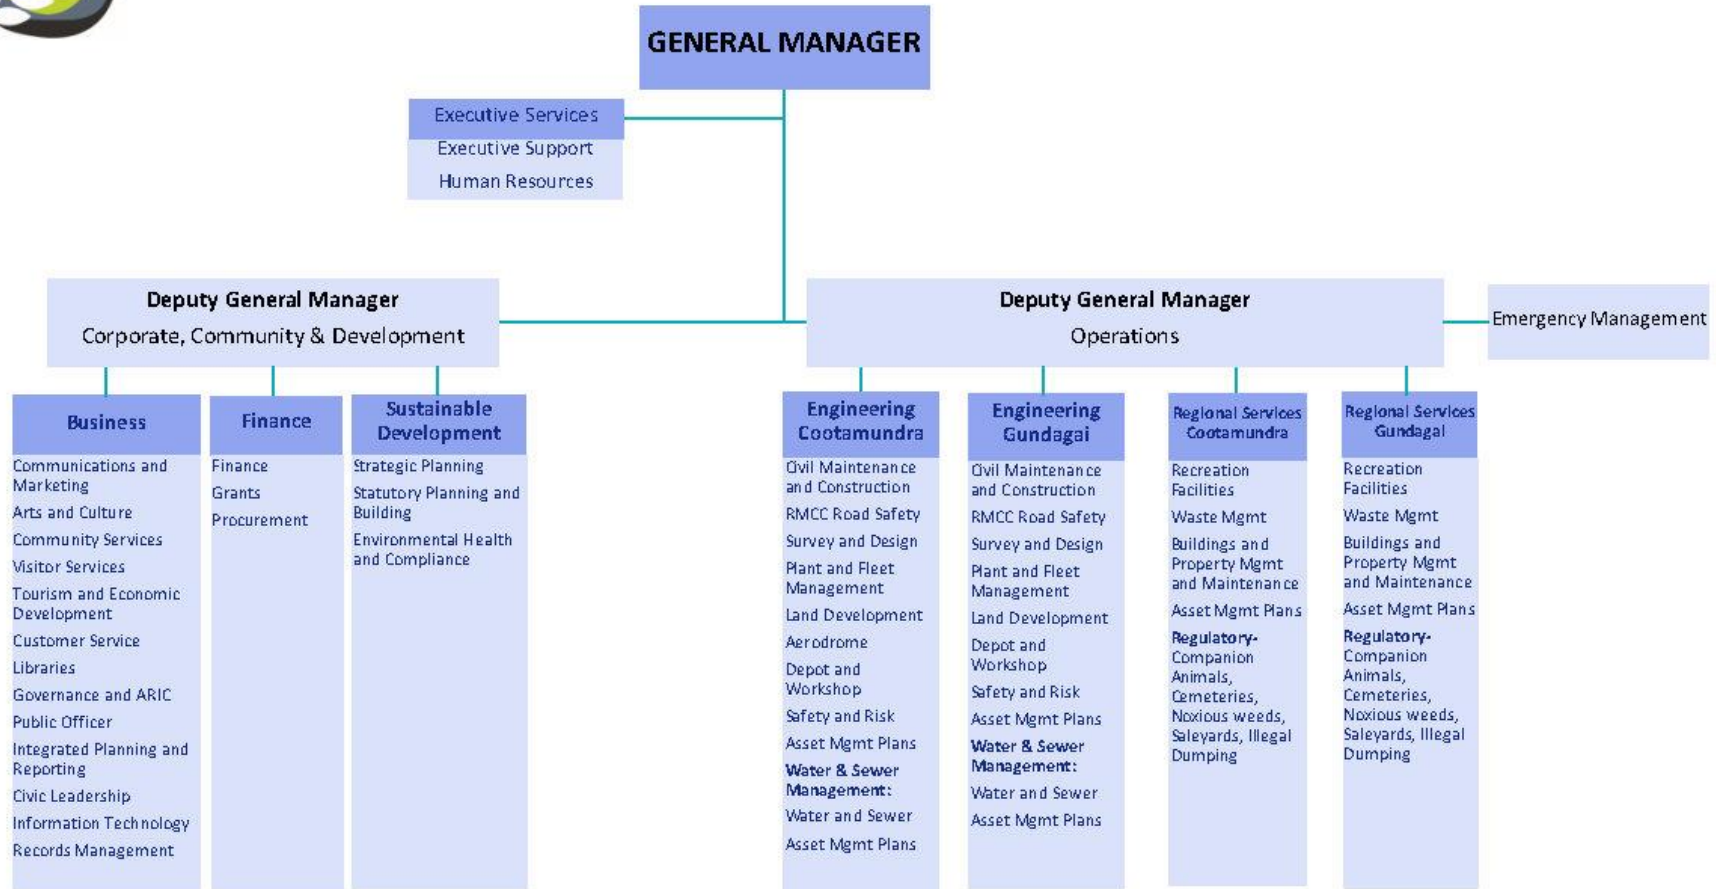 GENERAL MANAGER
Executive Services
Executive Support
Human Resources
Deputy General Manager
Corporate, Community & Development
Deputy General Manager
Operations
Emergency Management
Business
Communications and
Marketing
Arts and Culture
Community Services
Visitor Services
Tourism and Economic
Development
Customer Service
Libraries
Governance and ARIC
Public Officer
Integrated Planning and
Reporting
Civic Leadership
Information Technology
Records Management
Finance
Finance
Grants
Procurement
Sustainable
Development
Strategic Planning
Statutory Planning and
Building
Environmental Health
and Compliance
Engineering
Cootamundra
Civil Maintenance
and Construction
RMCC Road Safety
Survey and Design
Plant and Fleet
Management
Land Development
Aerodrome
Depot and
Workshop
Safety and Risk
Asset Mgmt Plans
Water & Sewer
Management:
Water and Sewer
Asset Mgmt Plans
Engineering
Gundagai
Civil Maintenance
and Construction
RMCC Road Safety
Survey and Design
Plant and Fleet
Management
Land Development
Depot and
Workshop
Safety and Risk
Asset Mgmt Plans
Water & Sewer
Management:
Water and Sewer
Asset Mgmt Plans
Regional Services
Cootamundra
Recreation
Facilities
Waste Mgmt
Buildings and
Property Mgmt
and Maintenance
Asset Mgmt Plans
Regulatory-
Companion
Animals,
Cemeteries,
Noxious weeds,
Saleyards, Illegal
Dumping
Regional Services
Gundagai
Recreation
Facilities
Waste Mgmt
Buildings and
Property Mgmt
and Maintenance
Asset Mgmt Plans
Regulatory-
Companion
Animals,
Cemeteries,
Noxious weeds,
Saleyards, Illegal
Dumping